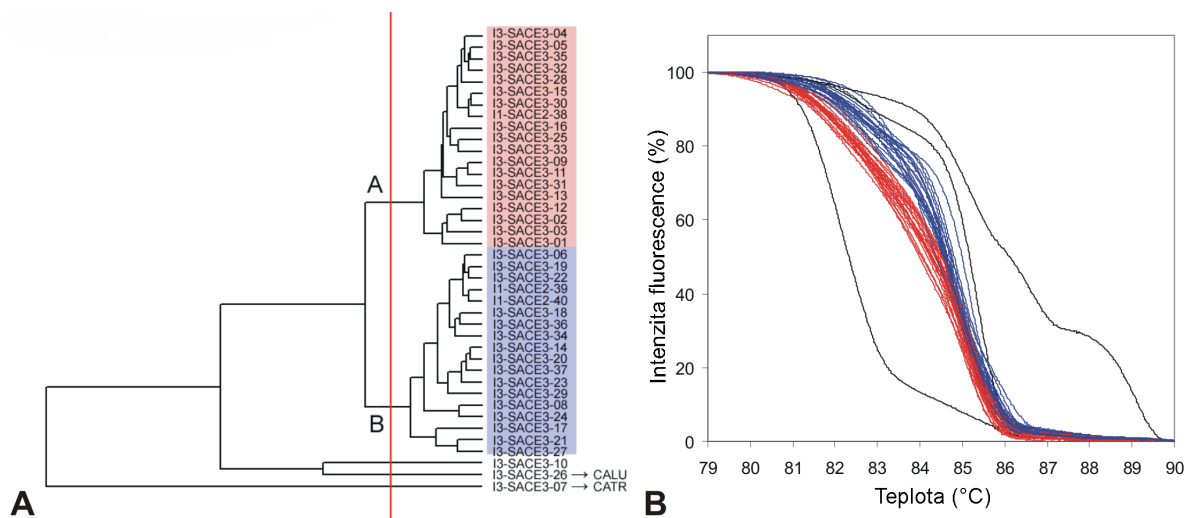 I3-SACE3-04
I3-SACE3-05
I3-SACE3-35
I3-SACE3-32
I3-SACE3-28
I3-SACE3-15
I3-SACE3-30
I1-SACE2-38
I3-SACE3-16
I3-SACE3-25
I3-SACE3-33
I3-SACE3-09
I3-SACE3-11
I3-SACE3-31
I3-SACE3-13
I3-SACE3-12
I3-SACE3-02
I3-SACE3-03
I3-SACE3-01
A
I3-SACE3-06
I3-SACE3-19
I3-SACE3-22
I1-SACE2-39
I1-SACE2-40
I3-SACE3-18
I3-SACE3-36
I3-SACE3-34
I3-SACE3-14
I3-SACE3-20
I3-SACE3-37
I3-SACE3-23
I3-SACE3-29
I3-SACE3-08
I3-SACE3-24
I3-SACE3-17
I3-SACE3-21
I3-SACE3-27
B
I3-SACE3-10
I3-SACE3-26 → CALU
I3-SACE3-07 → CATR
A
Intenzita fluorescence (%)
100
80
60
40
20
0
79 80 81 82 83 84 85 86 87 88 89 90
Teplota (°C)
B